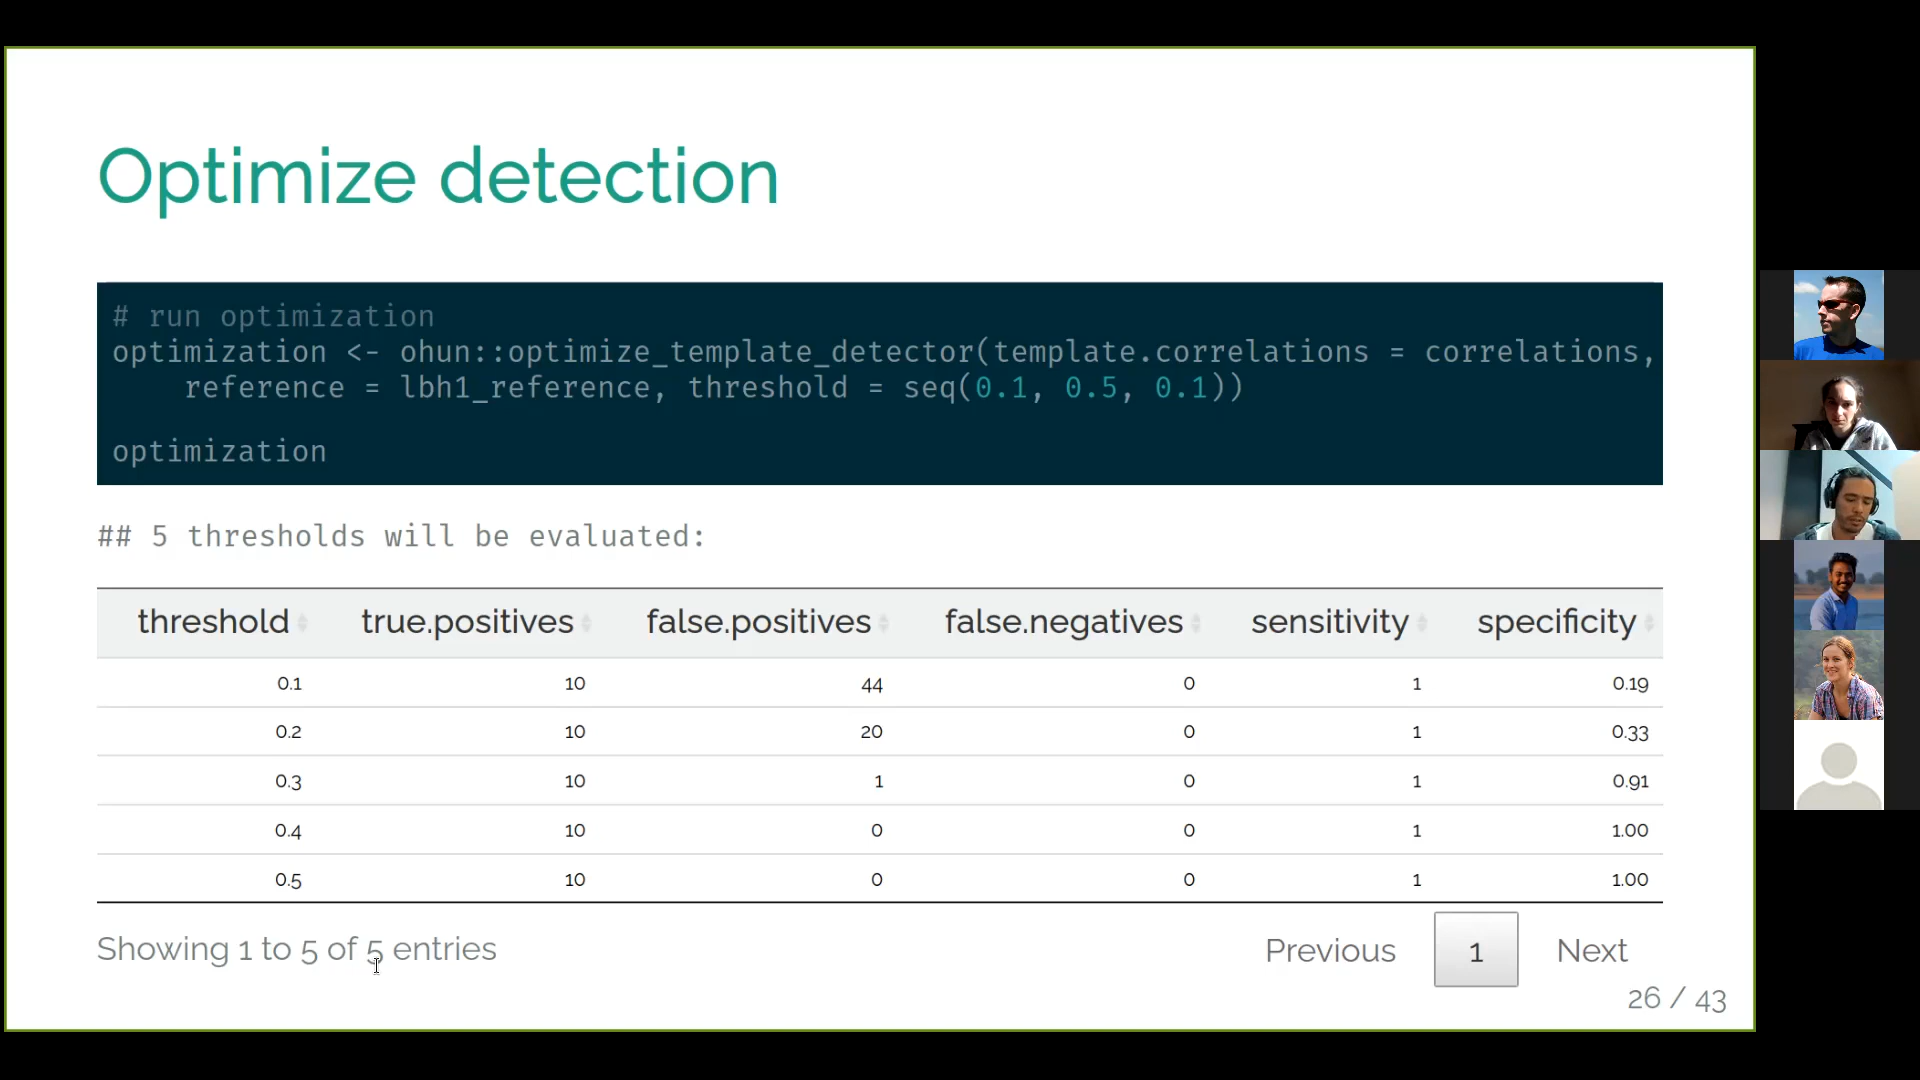 Optimize detection
# run optimization
optimization <- ohun::optimize_template_detector(template.correlations = correlations,
reference = lbh1_reference, threshold = seq(0.1, 0.5, 0.1))
optimization
## 5 thresholds will be evaluated:
threshold true.positives false.positives false.negatives sensitivity specificity
0.1 10 44 0 1 0.19
0.2 10 20 0 1 0.33
0.3 10 1 0 1 0.91
0.4 10 0 0 1 1.00
0.5 10 0 0 1 1.00
Showing 1 to 5 of 5 entries Previous 1 Next
26 / 43